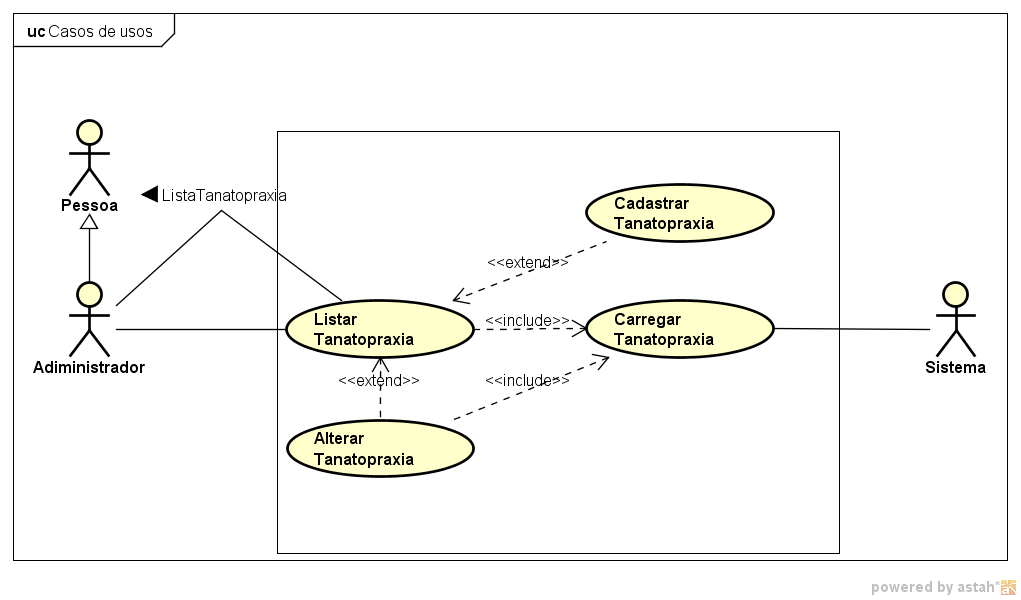 uc Casos de usos
Pessoa
ListaTanatopraxia
Cadastrar
Tanatopraxia
<<extend>>
Adiministrador
Listar
Tanatopraxia
<<include>>
Carregar
Tanatopraxia
Sistema
<<extend>>
<<include>>
Alterar
Tanatopraxia
powered by astah*